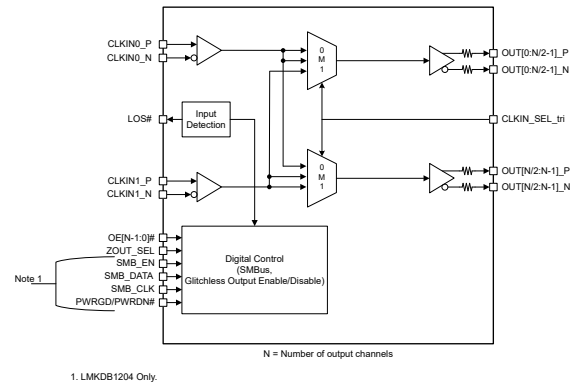 CLKIN0_P
CLKIN0_N
0
M
1
OUT[0:N/2-1]_P
OUT[0:N/2-1]_N
LOS#
Input
Detection
CLKIN_SEL_tri
CLKIN1_P
CLKIN1_N
0
M
1
OUT[N/2:N-1]_P
OUT[N/2:N-1]_N
OE[N-1:0]#
ZOUT_SEL
SMB_EN
SMB_DATA
SMB_CLK
PWRGD/PWRDN#
Note 1
Digital Control
(SMBus,
Glitchless Output Enable/Disable)
N = Number of output channels
1. LMKDB1204 Only.